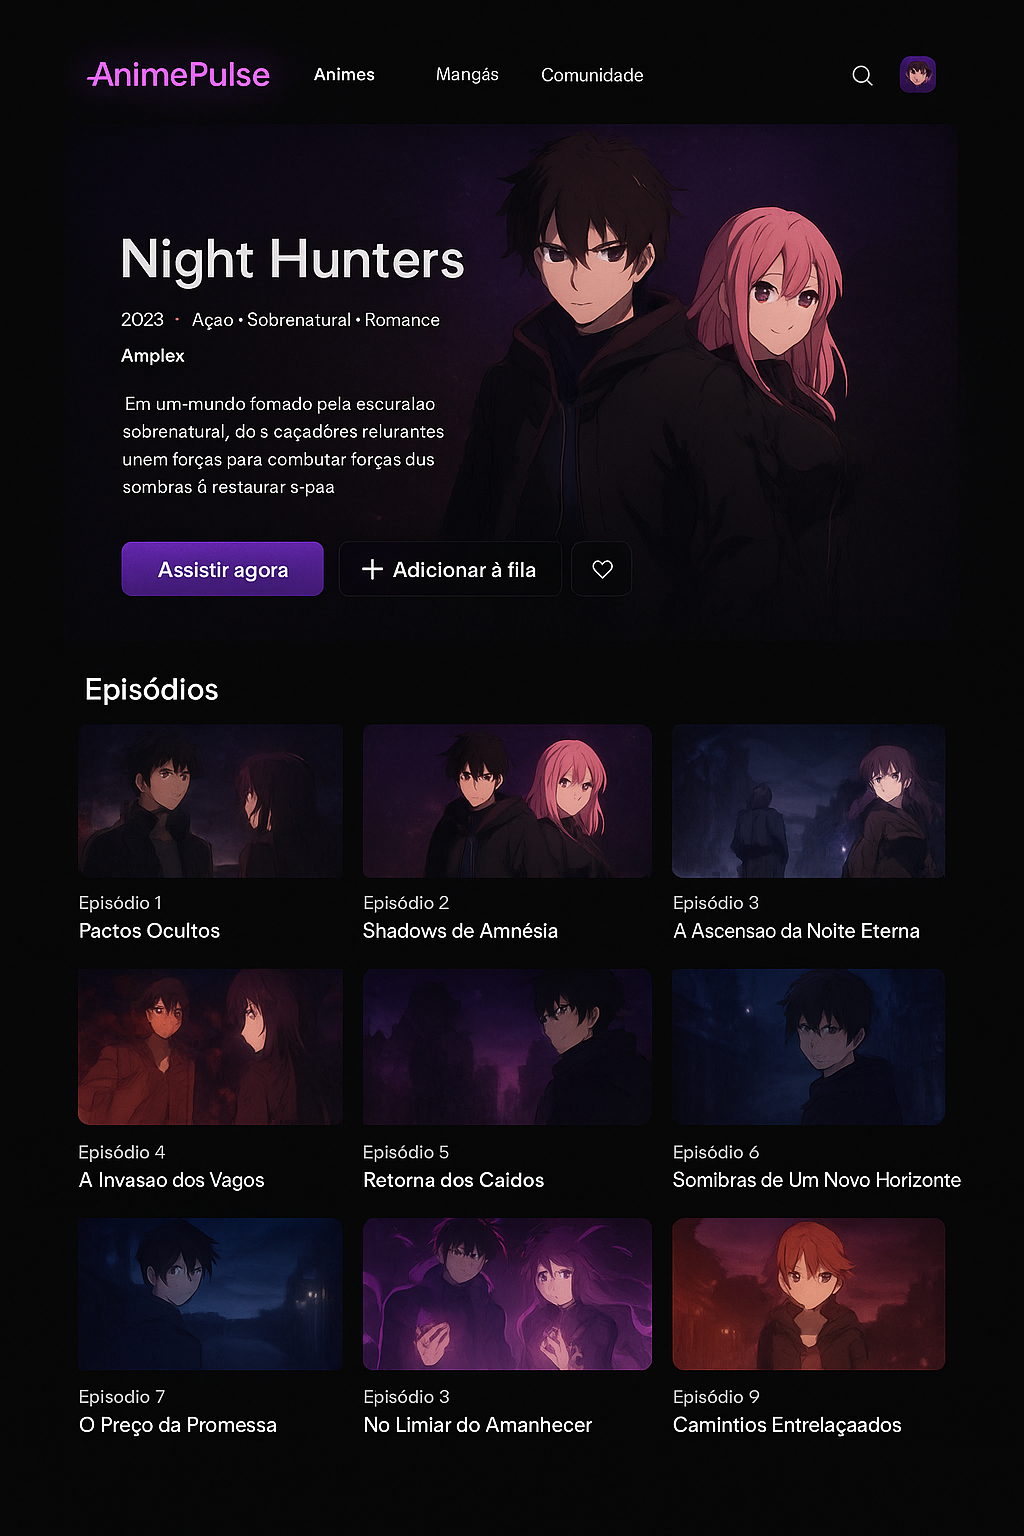 AnimePulse
Animes
Mangás
Comunidade
Night Hunters
2023 • Açao • Sobrenatural • Romance
Amplex
Em um-mundo fomado pela escuralao
sobrenatural, do s caçadóres relurantes
unem forças para combutar forças dus
sombras á restaurar s-paa
Assistir agora
+ Adicionar à fila
Episódios
Episódio 1
Pactos Ocultos
Episódio 2
Shadows de Amnésia
Episódio 3
A Ascensao da Noite Eterna
Episódio 4
A Invasao dos Vagos
Episódio 5
Retorna dos Caidos
Episódio 6
Somibras de Um Novo Horizonte
Episodio 7
O Preço da Promessa
Episódio 3
No Limiar do Amanhecer
Episódio 9
Camintios Entrelaçaados